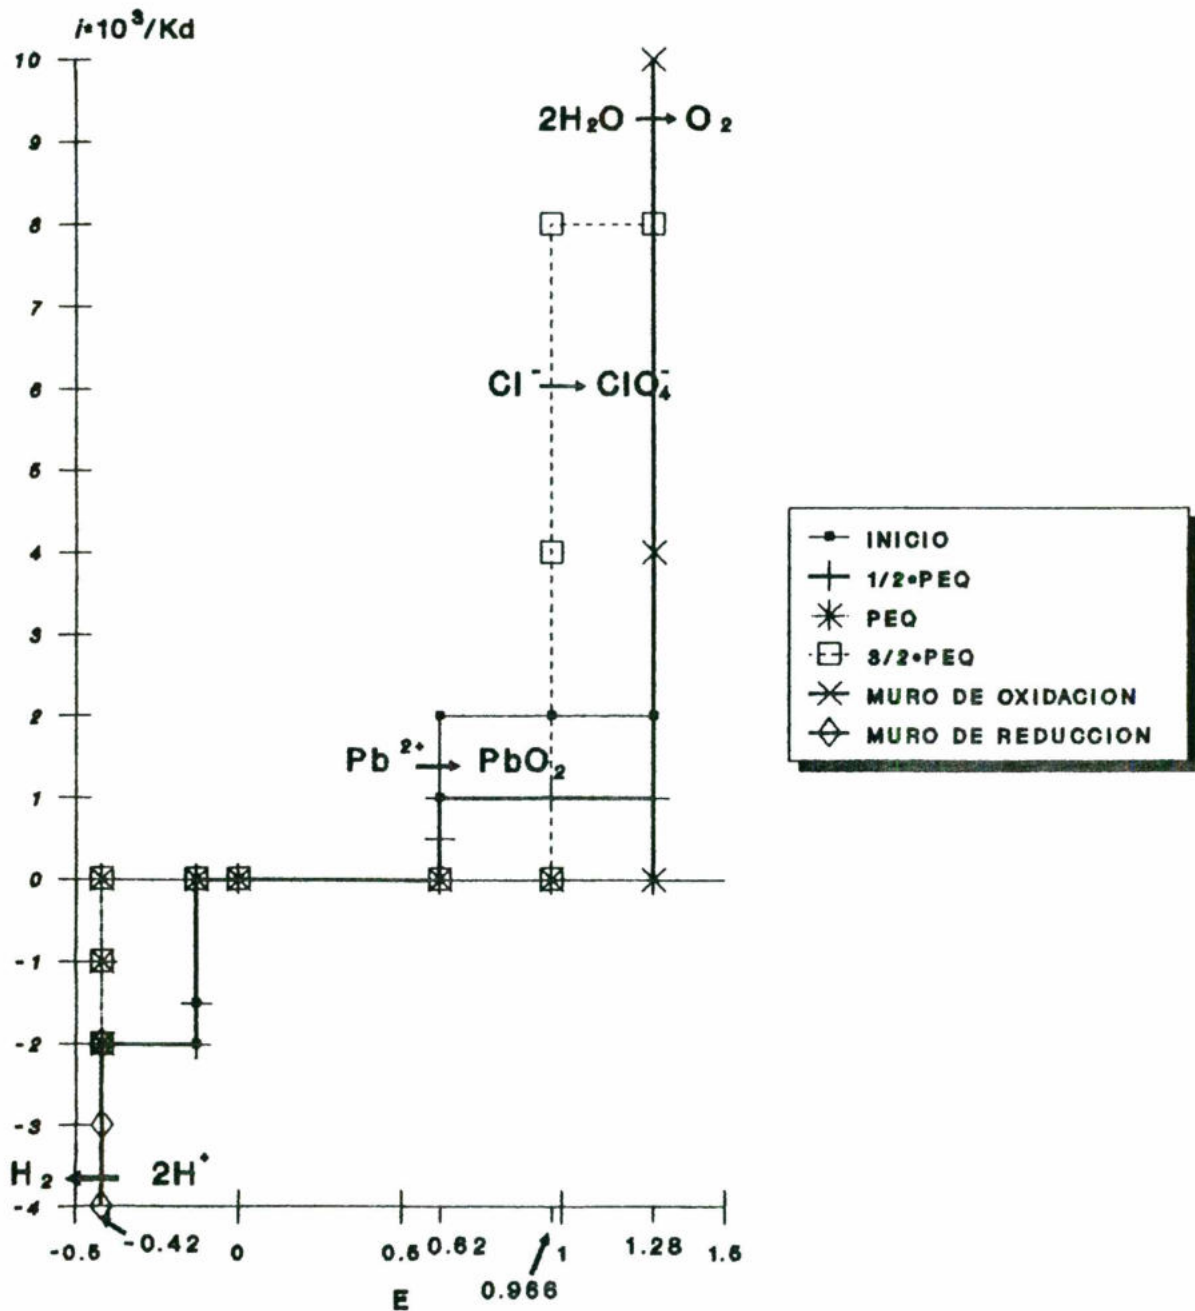 i•10³/Kd
10
9
8
7
6
5
4
3
2
1
0
-1
-2
-3
-4
2H₂O → O₂
Cl⁻ → ClO₄⁻
Pb²⁺ → PbO₂
H₂ ← 2H⁺
INICIO
1/2•PEQ
PEQ
3/2•PEQ
MURO DE OXIDACION
MURO DE REDUCCION
-0.5
-0.42
0
0.5
0.62
0.966
1
1.28
1.5
E